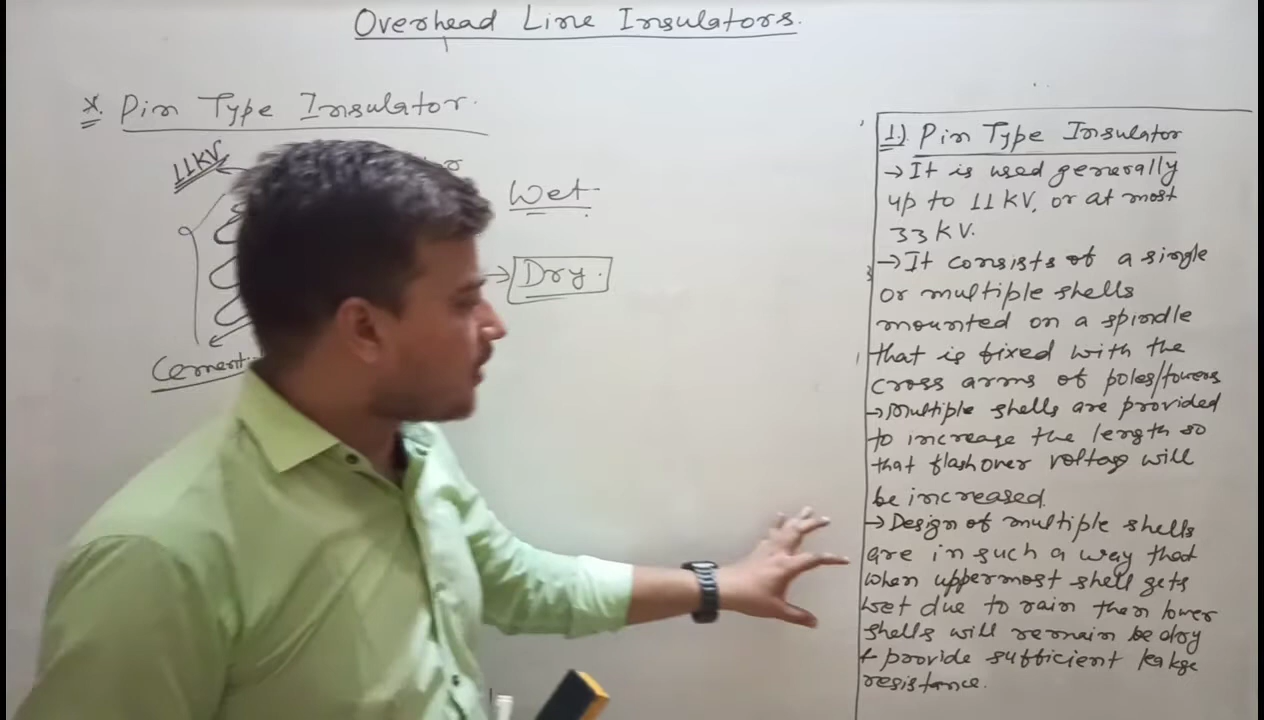 Overhead Line Insulators.
* Pin Type Insulator.
11KV
Wet
Dry.
Cement
1.) Pin Type Insulator
→ It is used generally
up to 11 KV, or at most
33 KV.
→ It consists of a single
or multiple shells
mounted on a spindle
that is fixed with the
cross arms of poles/towers
→ Multiple shells are provided
to increase the length so
that flashover voltage will
be increased.
→ Design of multiple shells
are in such a way that
when uppermost shell gets
wet due to rain then lower
shells will remain be dry
& provide sufficient leakge
resistance.